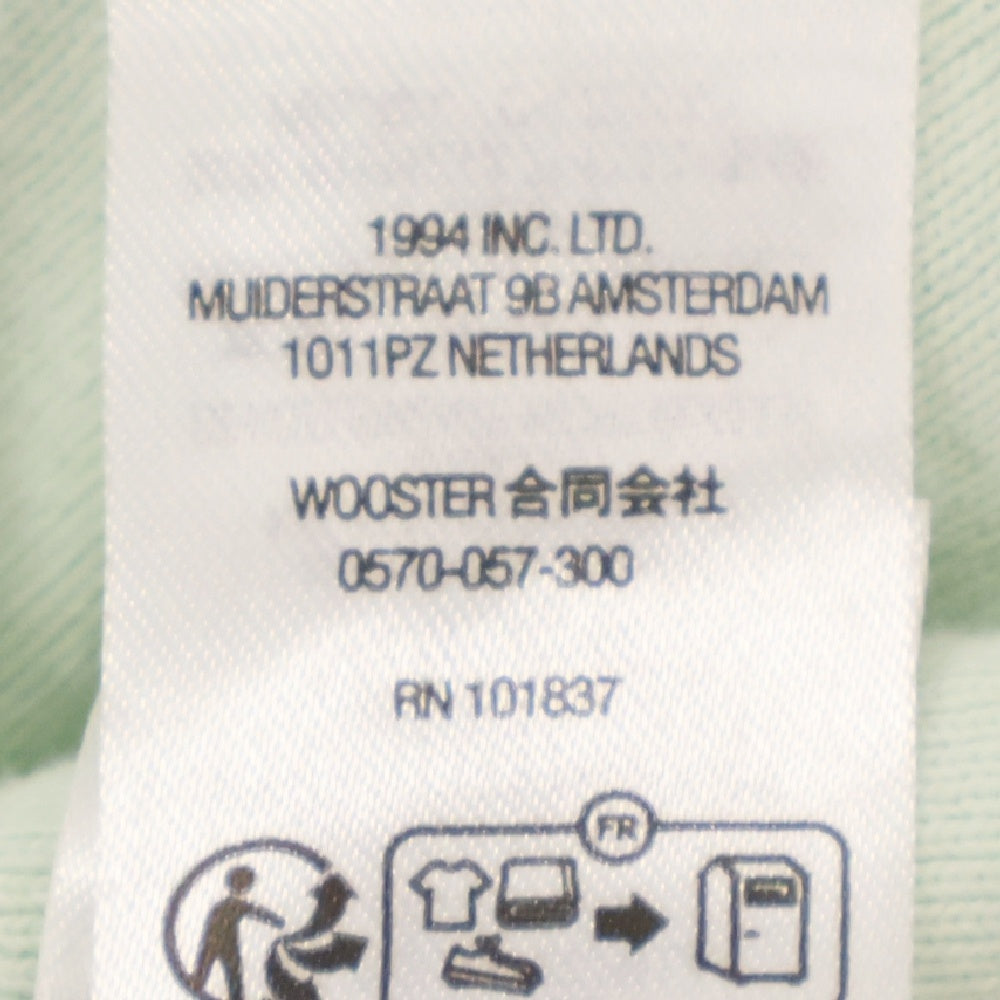 1994 INC. LTD.
MUIDERSTRAAT 9B AMSTERDAM
1011PZ NETHERLANDS
WOOSTER 合同会社
0570-057-300
RN 101837
FR